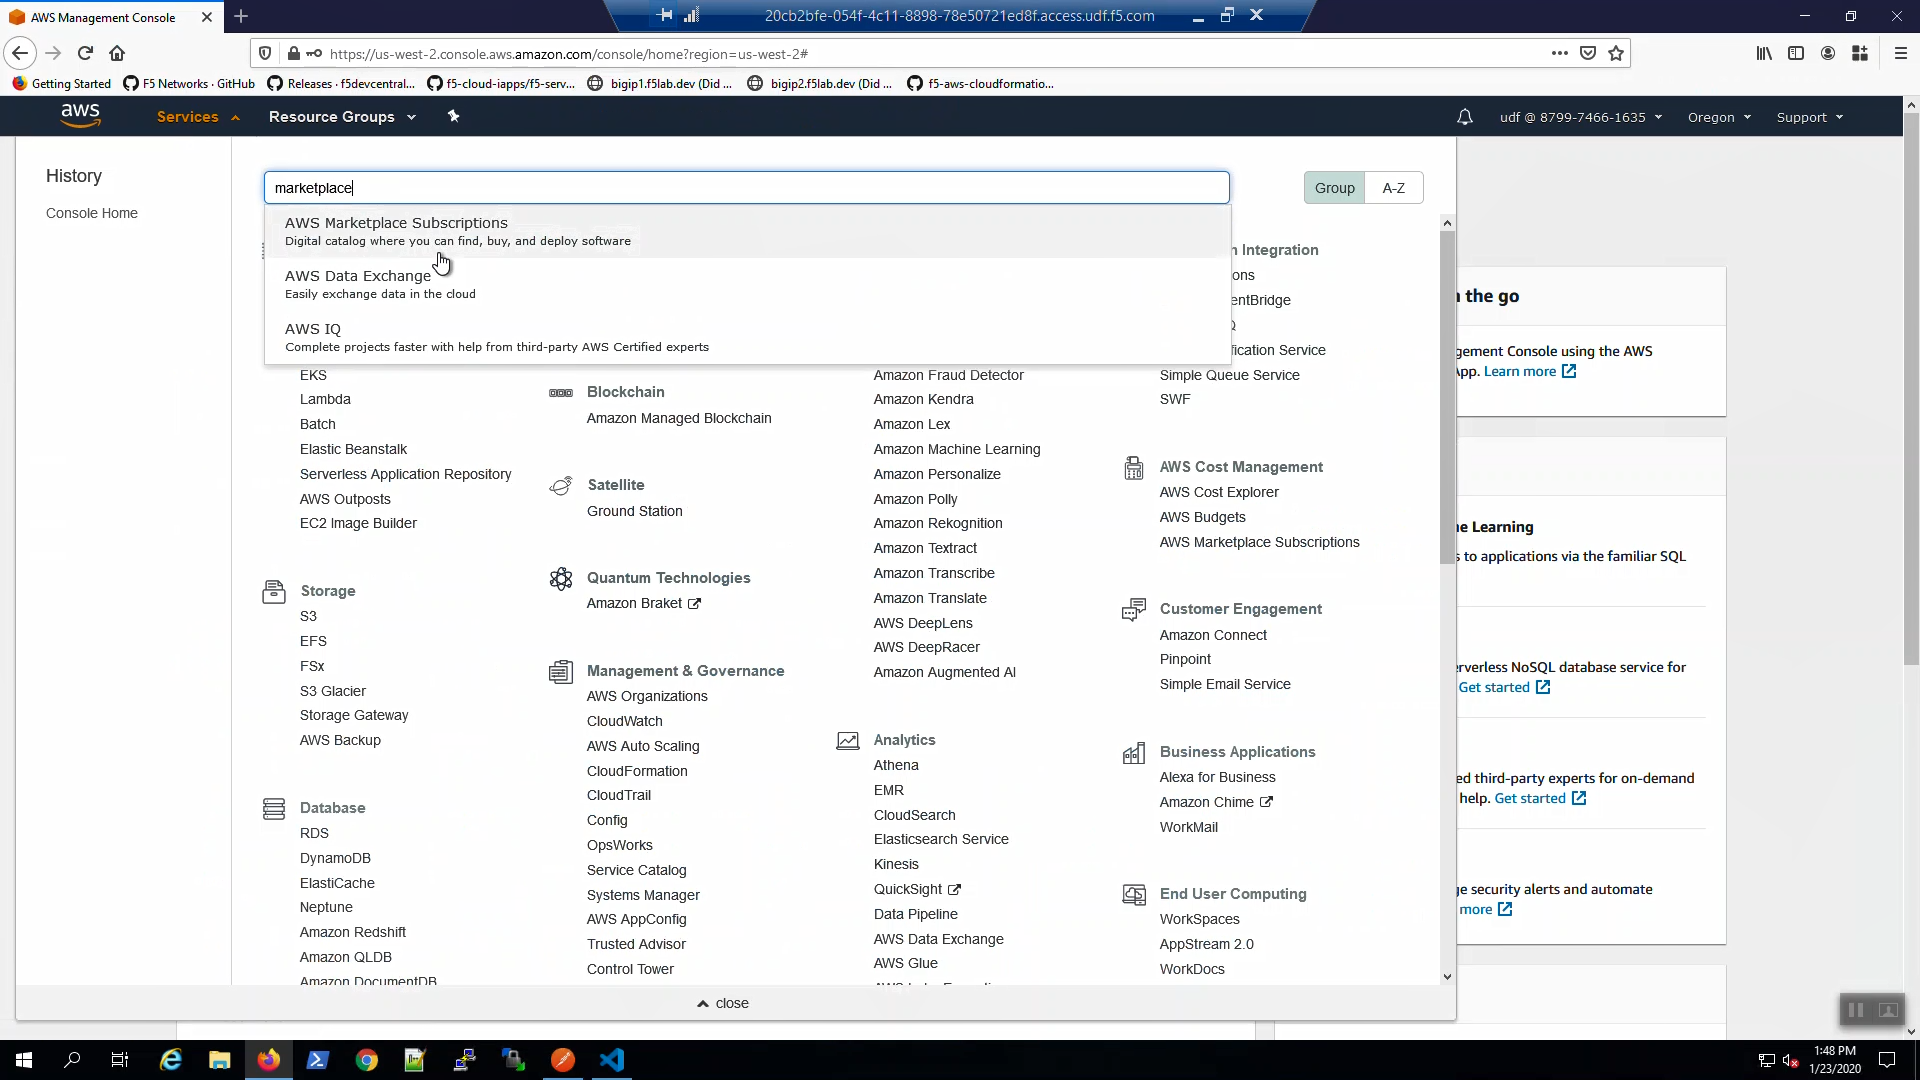 AWS Management Console
20cb2bfe-054f-4c11-8898-78e50721ed8f.access.udf.f5.com
https://us-west-2.console.aws.amazon.com/console/home?region=us-west-2#
Getting Started
F5 Networks · GitHub
Releases · f5devcentral...
f5-cloud-iapps/f5-serv...
bigip1.f5lab.dev (Did ...
bigip2.f5lab.dev (Did ...
f5-aws-cloudformatio...
aws
Services
Resource Groups
udf @ 8799-7466-1635
Oregon
Support
History
Console Home
marketplace
Group
A-Z
AWS Marketplace Subscriptions
Digital catalog where you can find, buy, and deploy software
AWS Data Exchange
Easily exchange data in the cloud
AWS IQ
Complete projects faster with help from third-party AWS Certified experts
EKS
Lambda
Batch
Elastic Beanstalk
Serverless Application Repository
AWS Outposts
EC2 Image Builder
Storage
S3
EFS
FSx
S3 Glacier
Storage Gateway
AWS Backup
Database
RDS
DynamoDB
ElastiCache
Neptune
Amazon Redshift
Amazon QLDB
Amazon DocumentDB
Blockchain
Amazon Managed Blockchain
Satellite
Ground Station
Quantum Technologies
Amazon Braket
Management & Governance
AWS Organizations
CloudWatch
AWS Auto Scaling
CloudFormation
CloudTrail
Config
OpsWorks
Service Catalog
Systems Manager
AWS AppConfig
Trusted Advisor
Control Tower
Amazon Fraud Detector
Amazon Kendra
Amazon Lex
Amazon Machine Learning
Amazon Personalize
Amazon Polly
Amazon Rekognition
Amazon Textract
Amazon Transcribe
Amazon Translate
AWS DeepLens
AWS DeepRacer
Amazon Augmented AI
Analytics
Athena
EMR
CloudSearch
Elasticsearch Service
Kinesis
QuickSight
Data Pipeline
AWS Data Exchange
AWS Glue
Integration
ons
entBridge
fication Service
Simple Queue Service
SWF
AWS Cost Management
AWS Cost Explorer
AWS Budgets
AWS Marketplace Subscriptions
Customer Engagement
Amazon Connect
Pinpoint
Simple Email Service
Business Applications
Alexa for Business
Amazon Chime
WorkMail
End User Computing
WorkSpaces
AppStream 2.0
WorkDocs
the go
gement Console using the AWS
App. Learn more
e Learning
s to applications via the familiar SQL
erverless NoSQL database service for
Get started
ed third-party experts for on-demand
help. Get started
ge security alerts and automate
more
close
1:48 PM
1/23/2020